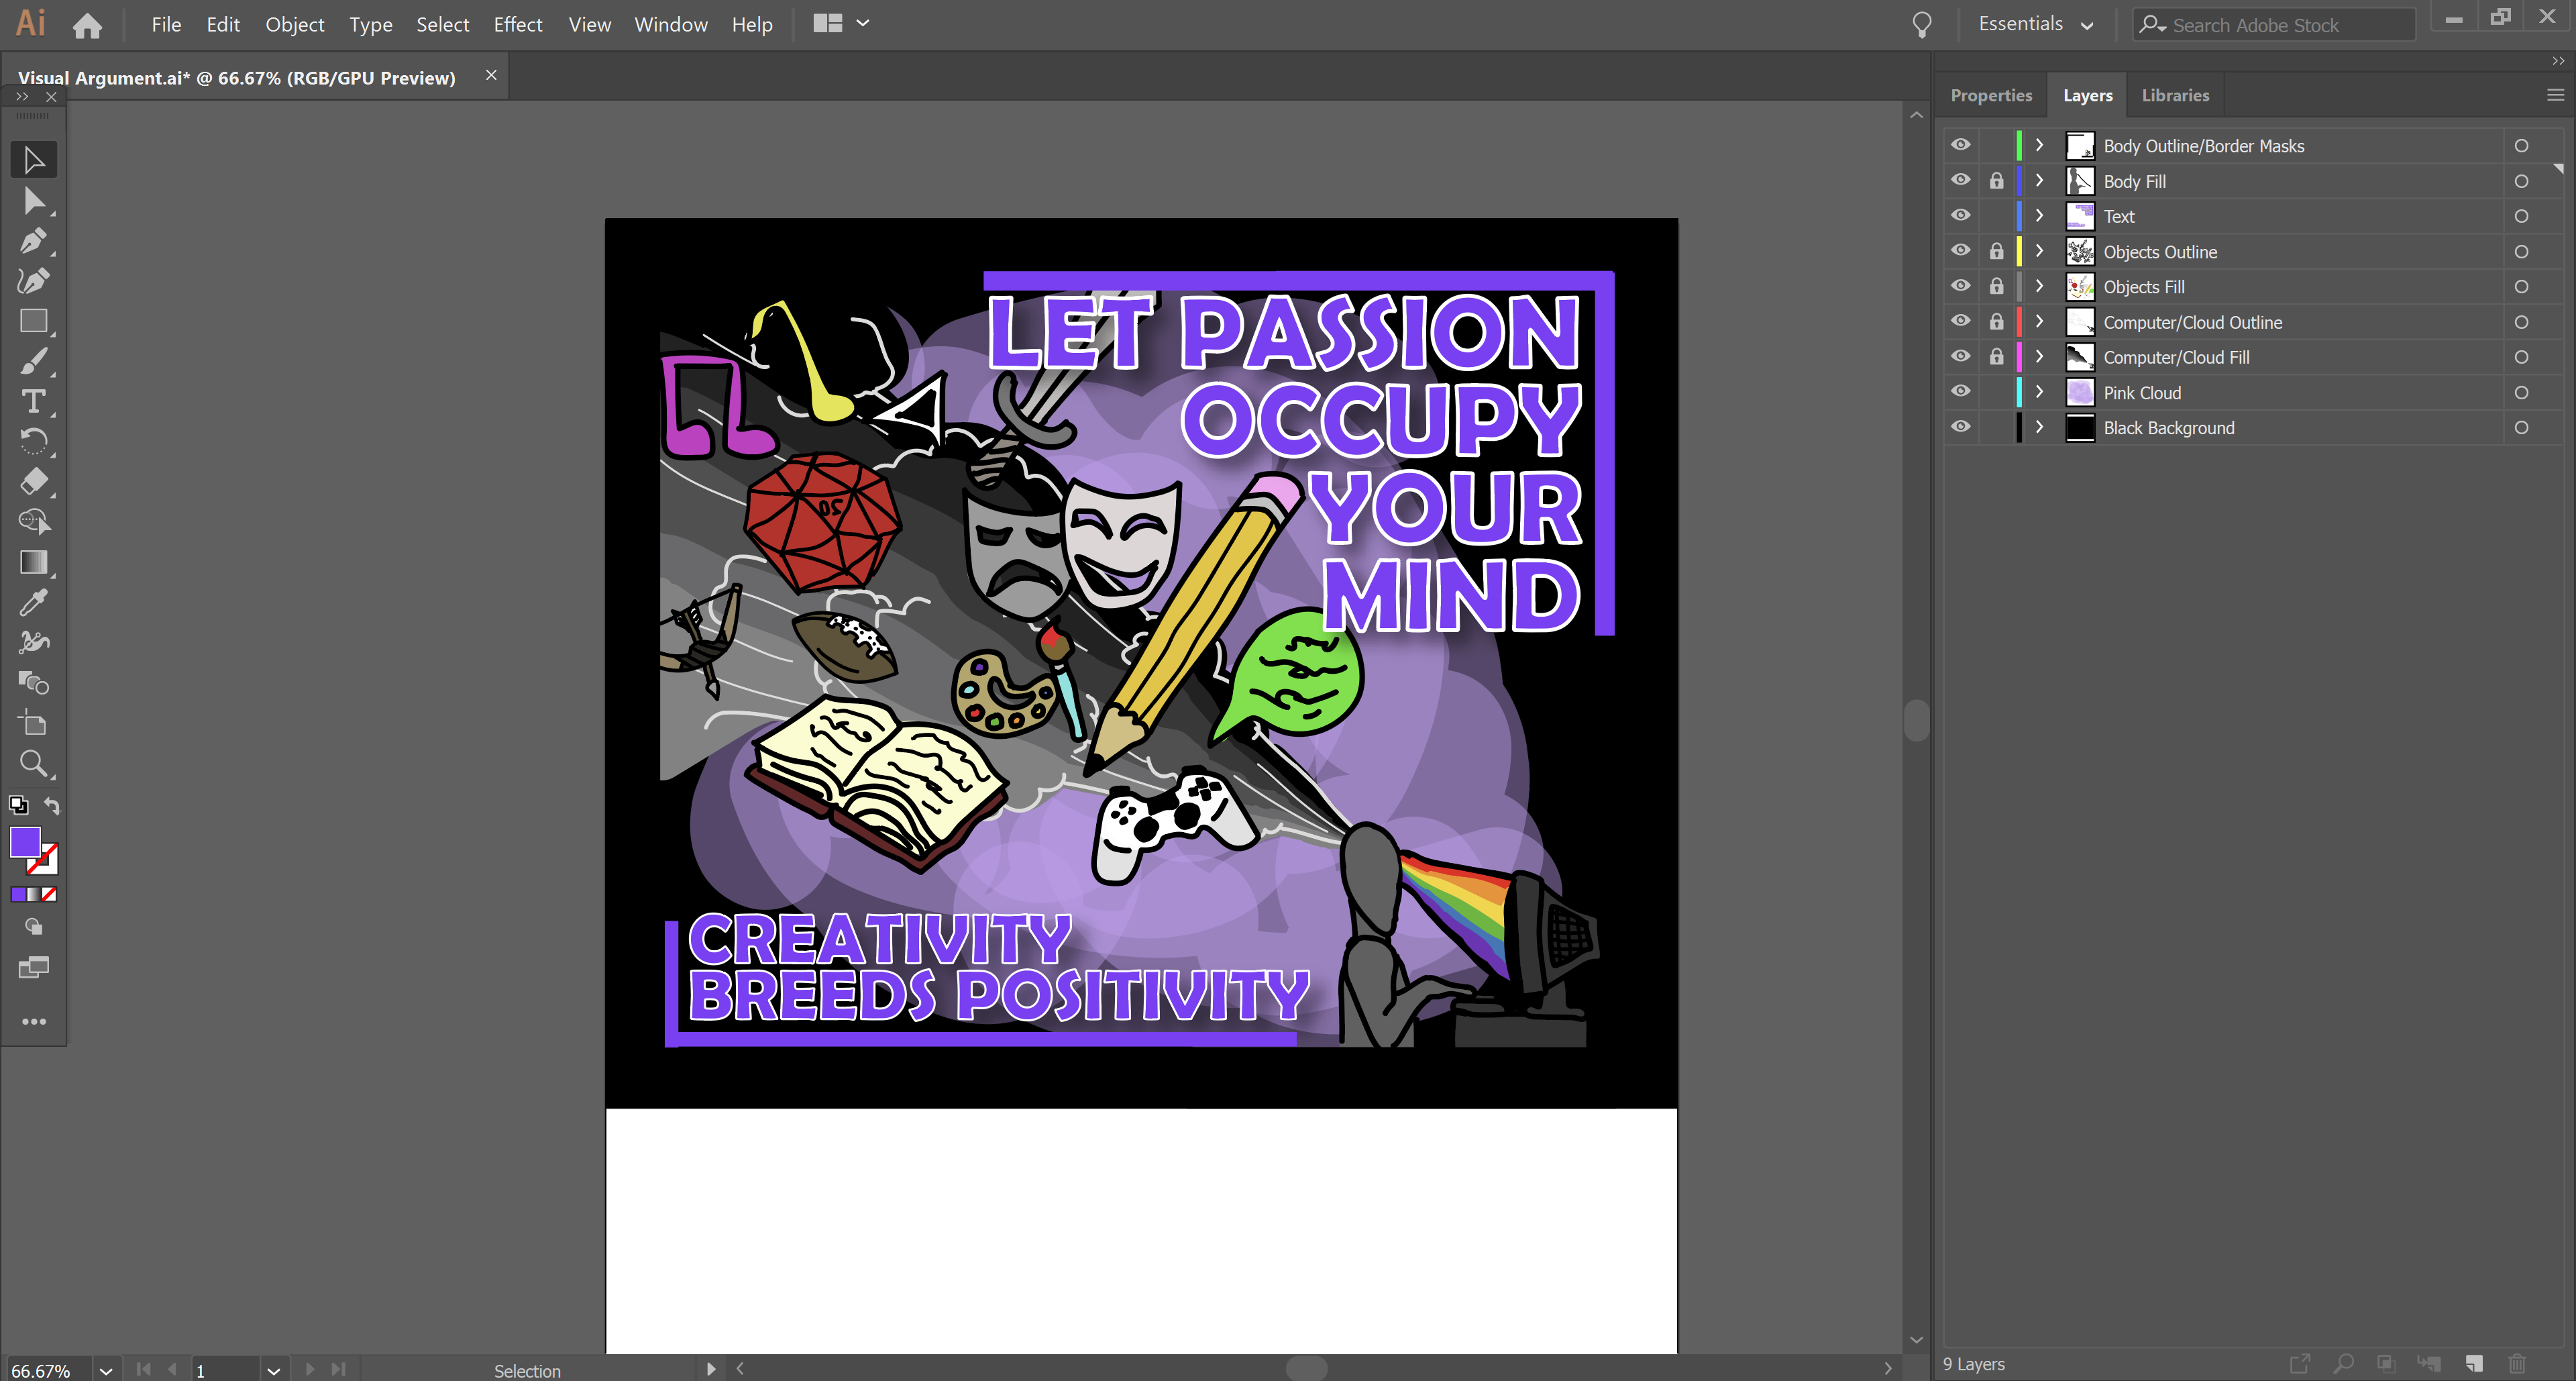 Ai File Edit Object Type Select Effect View Window Help Essentials Search Adobe Stock
Visual Argument.ai* @ 66.67% (RGB/GPU Preview)
Properties Layers Libraries
Body Outline/Border Masks
Body Fill
Text
Objects Outline
Objects Fill
Computer/Cloud Outline
Computer/Cloud Fill
Pink Cloud
Black Background
LET PASSION
OCCUPY
YOUR
MIND
20
CREATIVITY
BREEDS POSITIVITY
66.67% 1 Selection
9 Layers